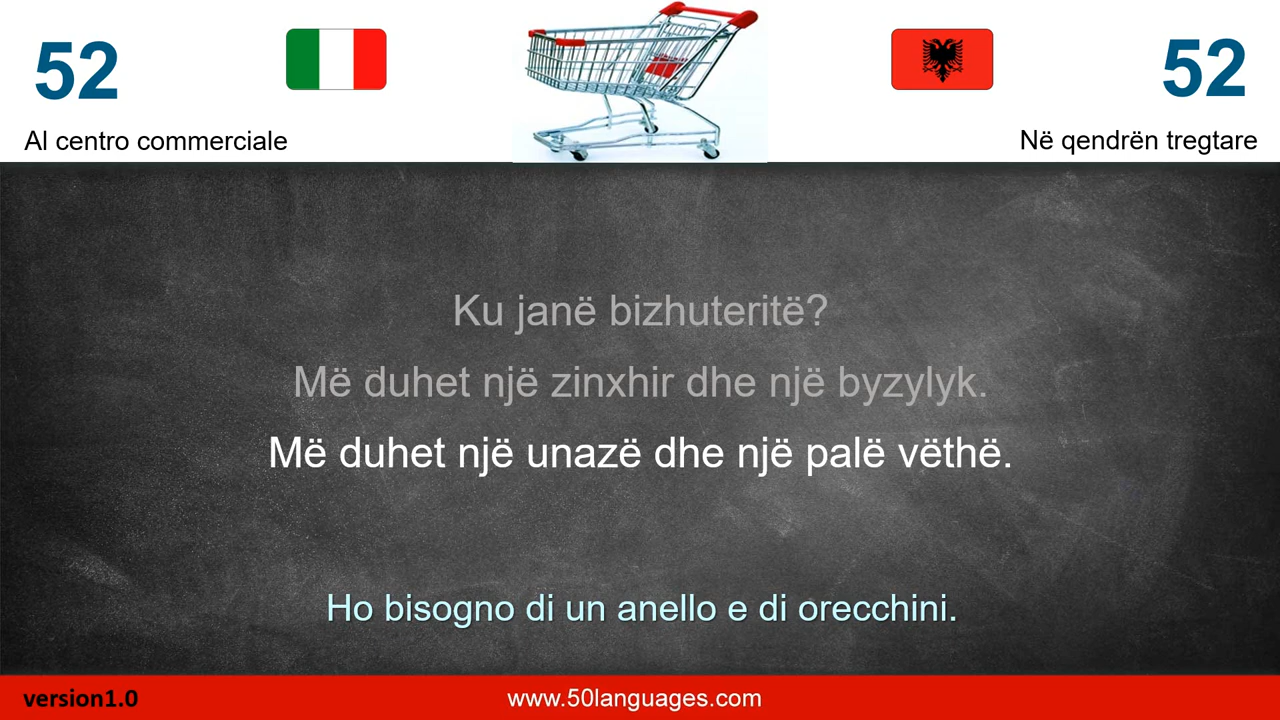 52
52
Al centro commerciale
Në qendrën tregtare
Ku janë bizhuteritë?
Më duhet një zinxhir dhe një byzylyk.
Më duhet një unazë dhe një palë vëthë.
Ho bisogno di un anello e di orecchini.
version1.0
www.50languages.com